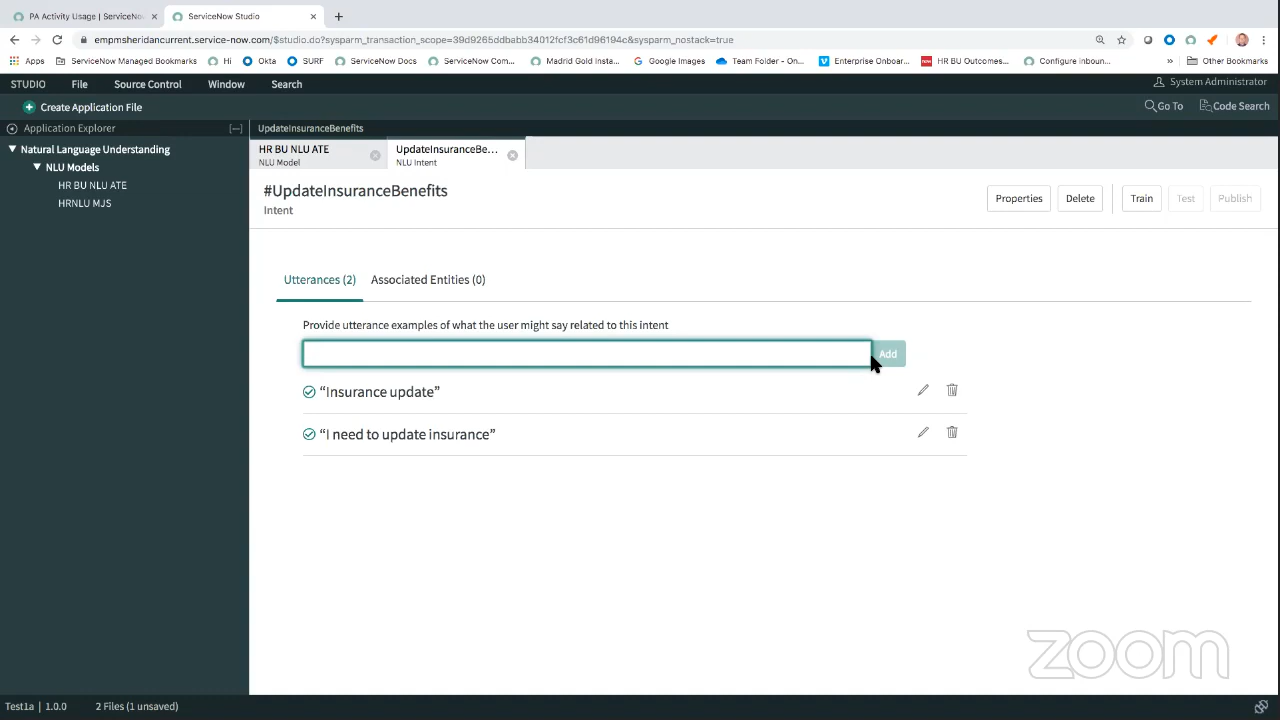 PA Activity Usage | ServiceNo
ServiceNow Studio
empmsheridancurrent.service-now.com/$studio.do?sysparm_transaction_scope=39d9265ddbabb34012fcf3c61d96194c&sysparm_nostack=true
Apps ServiceNow Managed Bookmarks Hi Okta SURF ServiceNow Docs ServiceNow Com... Madrid Gold Insta... Google Images Team Folder - On... Enterprise Onboar... HR BU Outcomes... Configure Inboun... » Other Bookmarks
STUDIO File Source Control Window Search System Administrator
Create Application File Go To Code Search
Application Explorer
UpdateInsuranceBenefits
Natural Language Understanding
NLU Models
HR BU NLU ATE
HRNLU MJS
HR BU NLU ATE
NLU Model
UpdateInsuranceBe...
NLU Intent
#UpdateInsuranceBenefits
Intent
Properties Delete Train Test Publish
Utterances (2) Associated Entities (0)
Provide utterance examples of what the user might say related to this intent
Add
“Insurance update”
“I need to update insurance”
zoom
Test1a | 1.0.0 2 Files (1 unsaved)